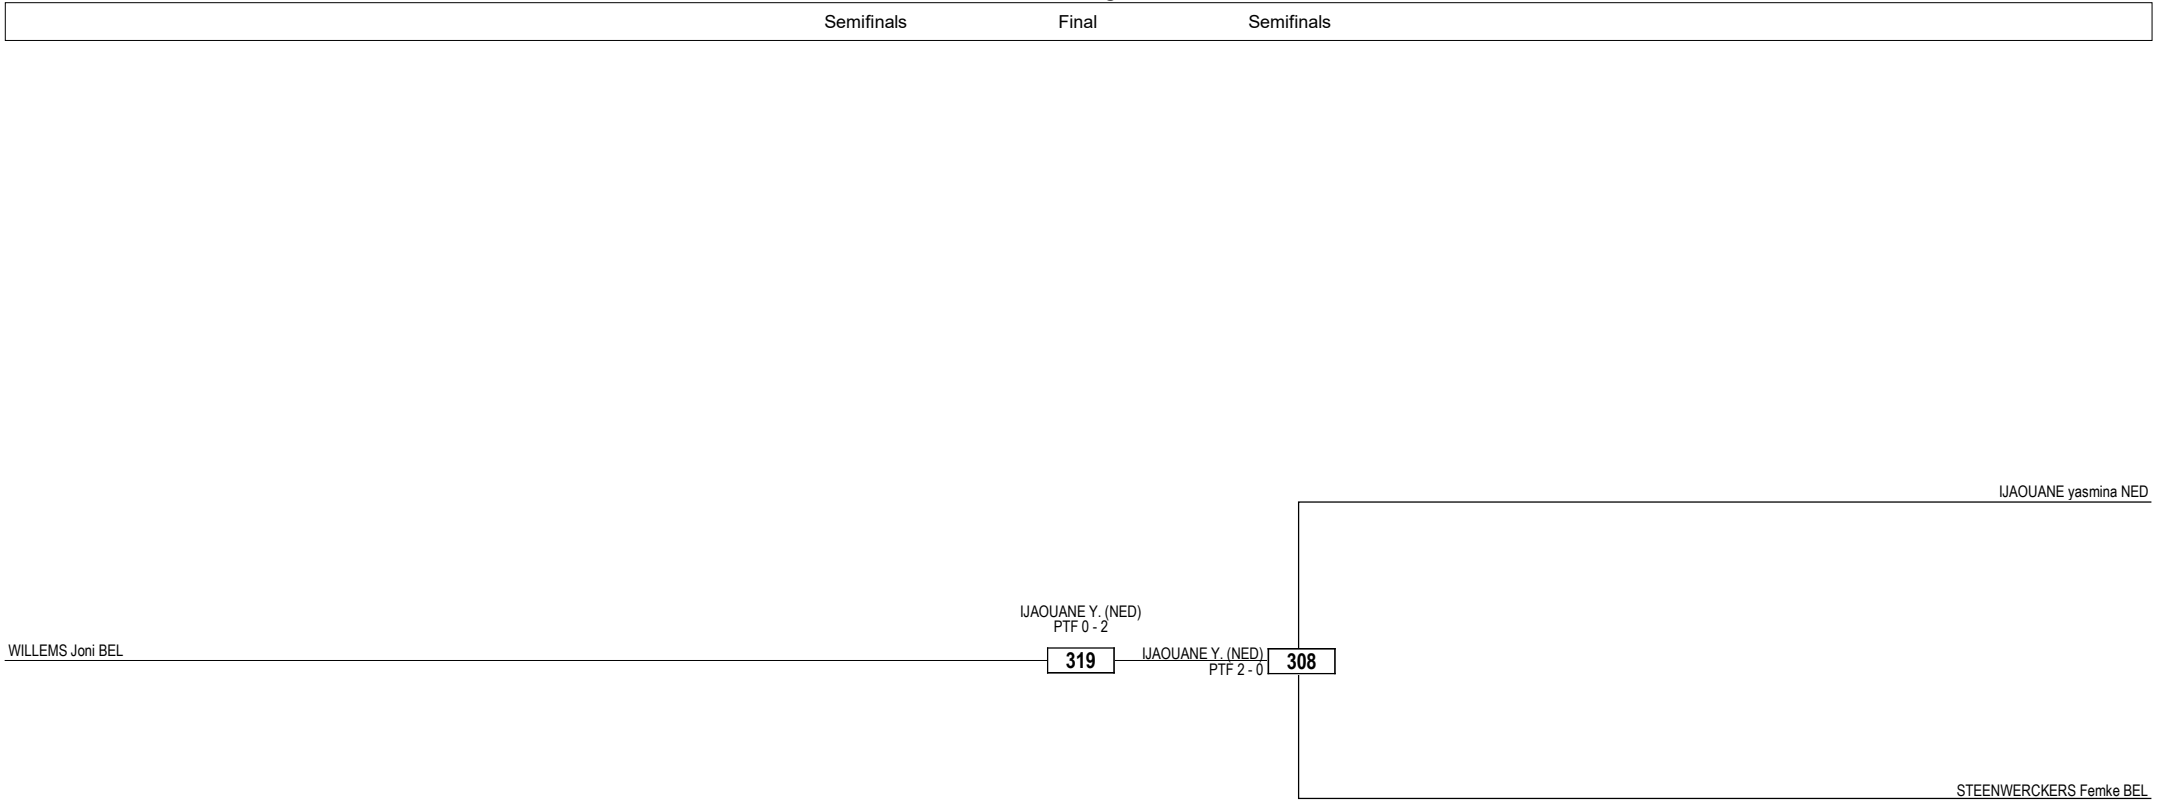 Semifinals Final Semifinals
IJAOUANE yasmina NED
IJAOUANE Y. (NED)
PTF 0 - 2
WILLEMS Joni BEL
319
IJAOUANE Y. (NED)
PTF 2 - 0
308
STEENWERCKERS Femke BEL